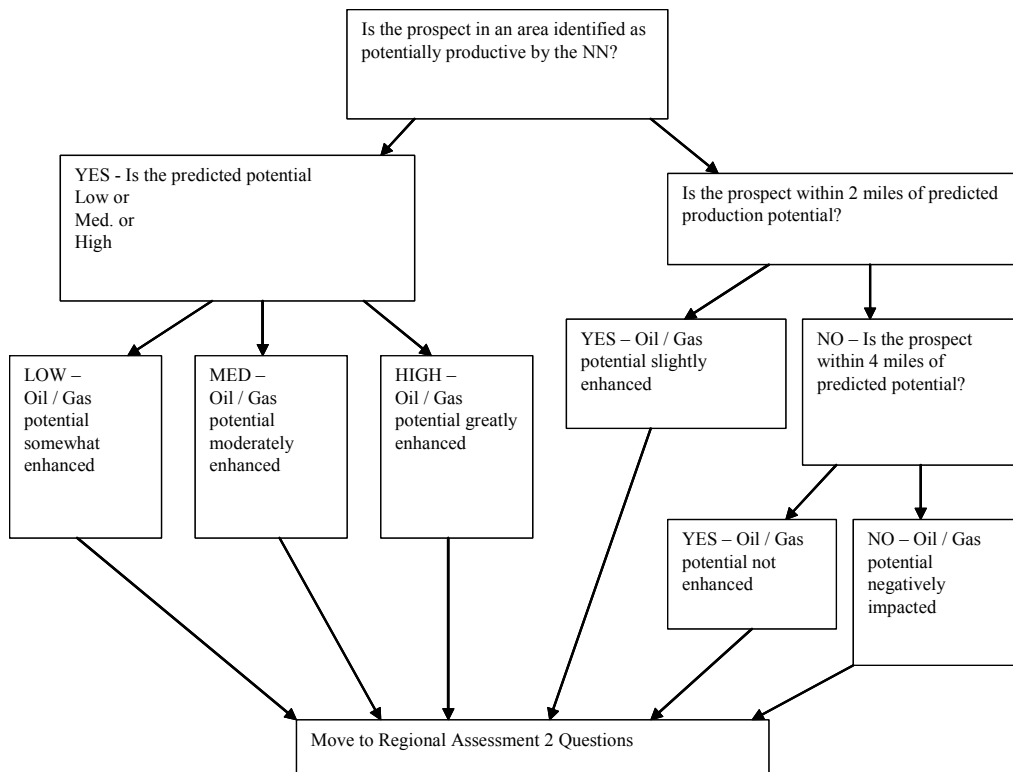 Is the prospect in an area identified as
potentially productive by the NN?
YES - Is the predicted potential
Low or
Med. or
High
Is the prospect within 2 miles of predicted
production potential?
LOW –
Oil / Gas
potential
somewhat
enhanced
MED –
Oil / Gas
potential
moderately
enhanced
HIGH –
Oil / Gas
potential greatly
enhanced
YES – Oil / Gas
potential slightly
enhanced
NO – Is the prospect
within 4 miles of
predicted potential?
YES – Oil / Gas
potential not
enhanced
NO – Oil / Gas
potential
negatively
impacted
Move to Regional Assessment 2 Questions